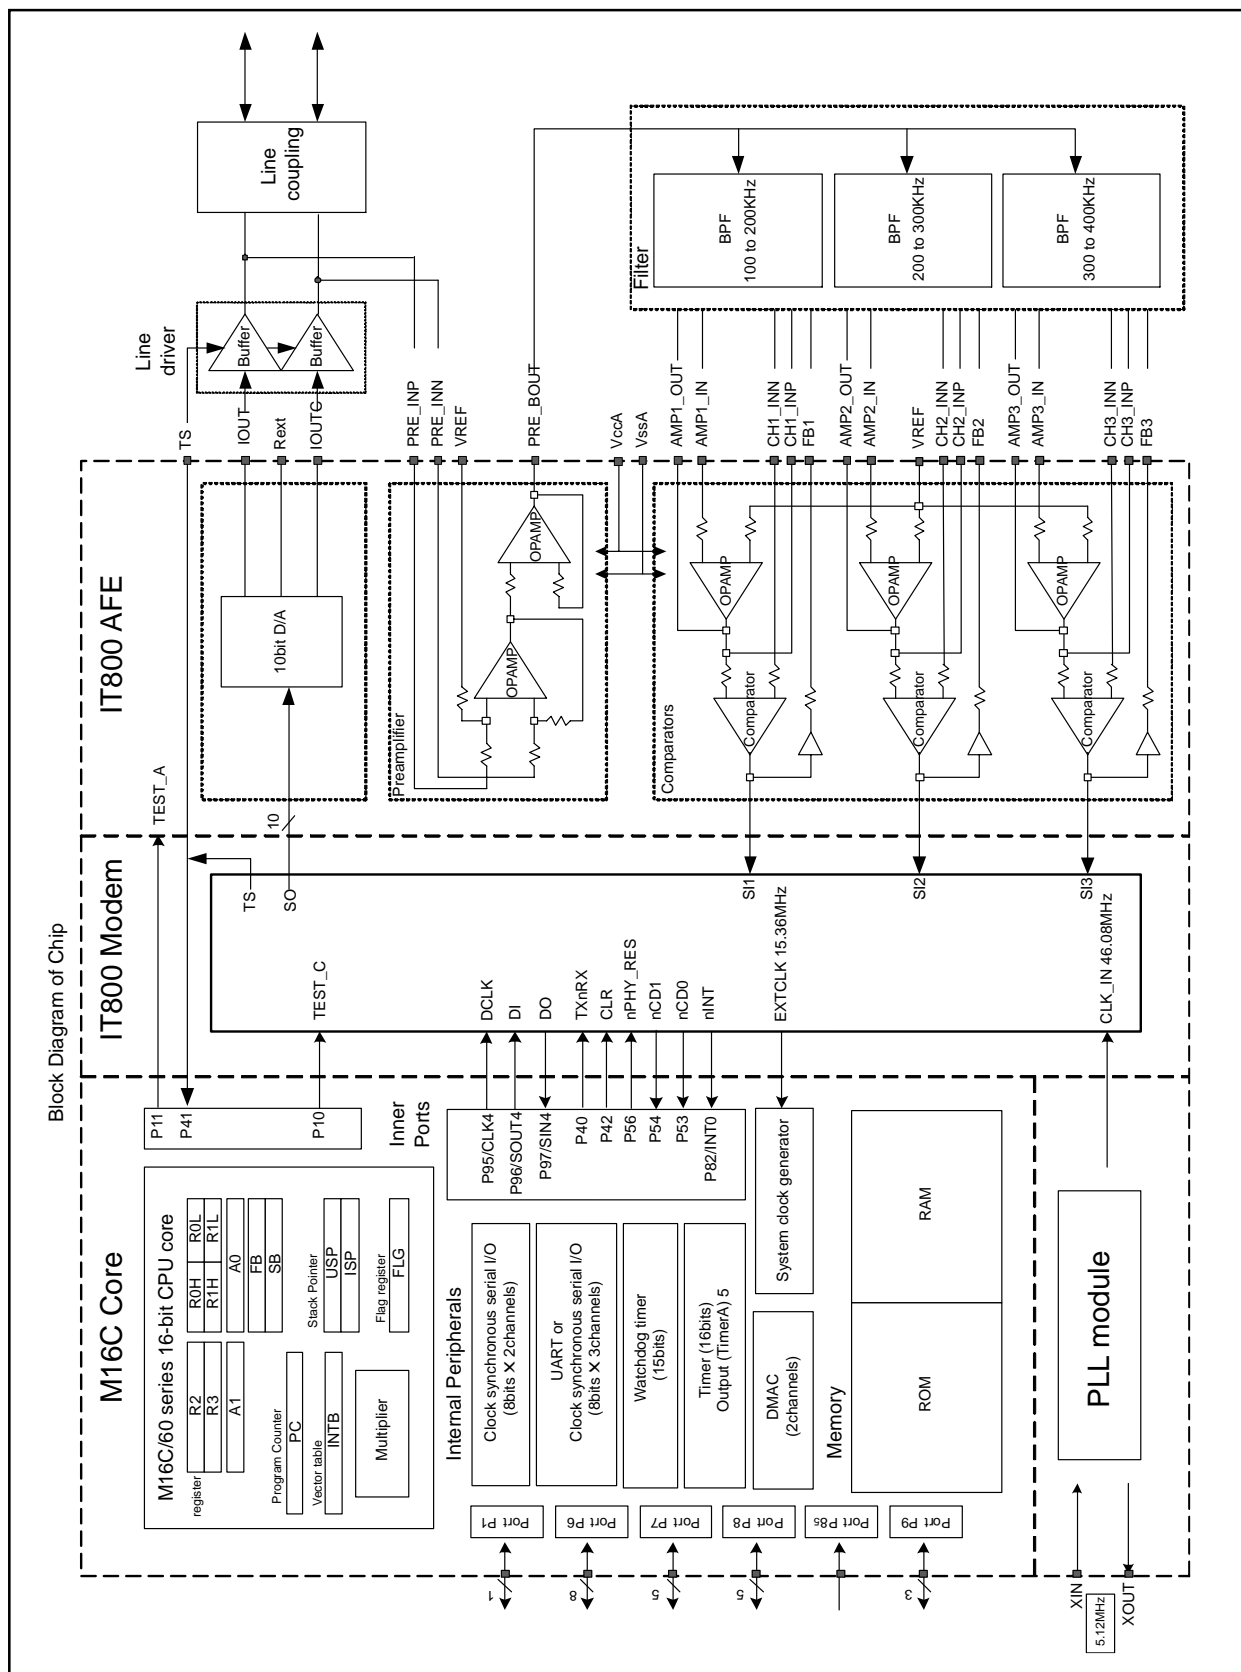 Block Diagram of Chip
M16C Core
IT800 Modem
IT800 AFE
M16C/60 series 16-bit CPU core
register
R2
R3
A1
R0H
R0L
R1H
R1L
A0
FB
SB
Program Counter
PC
Vector table
INTB
Stack Pointer
USP
ISP
Flag register
FLG
Multiplier
P11
P41
P10
Inner
Ports
TEST_A
TEST_C
TS
SO
10
10bit D/A
TS
IOUT
Rext
IOUTC
Line
driver
Buffer
Buffer
Line
coupling
Internal Peripherals
Clock synchronous serial I/O
(8bits X 2channels)
UART or
Clock synchronous serial I/O
(8bits X 3channels)
Watchdog timer
(15bits)
Timer (16bits)
Output (TimerA) 5
DMAC
(2channels)
System clock generator
P95/CLK4
P96/SOUT4
P97/SIN4
P40
P42
P56
P54
P53
P82/INT0
DCLK
DI
DO
TXnRX
CLR
nPHY_RES
nCD1
nCD0
nINT
EXTCLK 15.36MHz
CLK_IN 46.08MHz
SI1
SI2
SI3
Preamplifier
OPAMP
OPAMP
PRE_INP
PRE_INN
VREF
PRE_BOUT
VccA
VssA
Comparators
Comparator
OPAMP
Comparator
OPAMP
Comparator
OPAMP
AMP1_OUT
AMP1_IN
CH1_INN
CH1_INP
FB1
AMP2_OUT
AMP2_IN
VREF
CH2_INN
CH2_INP
FB2
AMP3_OUT
AMP3_IN
CH3_INN
CH3_INP
FB3
Filter
BPF
100 to 200KHz
BPF
200 to 300KHz
BPF
300 to 400KHz
Memory
ROM
RAM
Port P1
Port P6
Port P7
Port P8
Port P85
Port P9
1
8
5
5
3
PLL module
XIN
5.12MHz
XOUT